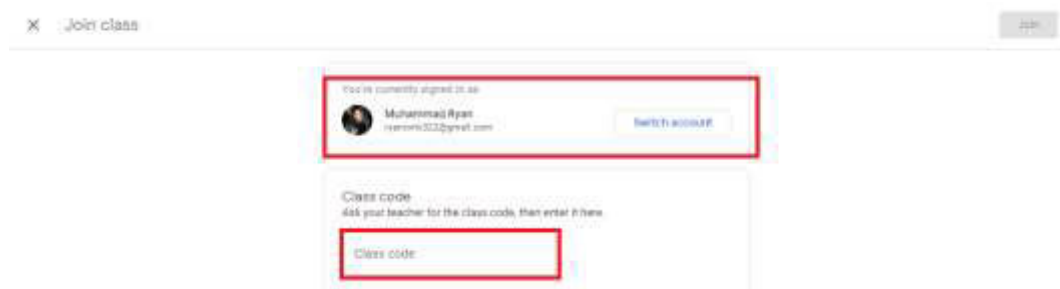 Join class
Join
You're currently signed in as
Muhammad Ryan
Switch account
Class code
Ask your teacher for the class code, then enter it here.
Class code